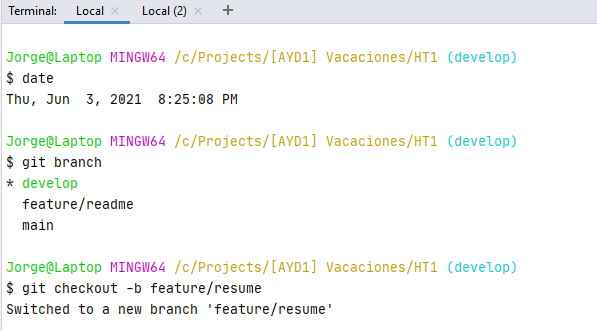 Terminal: Local × Local (2) × +
Jorge@Laptop MINGW64 /c/Projects/[AYD1] Vacaciones/HT1 (develop)
$ date
Thu, Jun  3, 2021  8:25:08 PM
Jorge@Laptop MINGW64 /c/Projects/[AYD1] Vacaciones/HT1 (develop)
$ git branch
* develop
  feature/readme
  main
Jorge@Laptop MINGW64 /c/Projects/[AYD1] Vacaciones/HT1 (develop)
$ git checkout -b feature/resume
Switched to a new branch 'feature/resume'